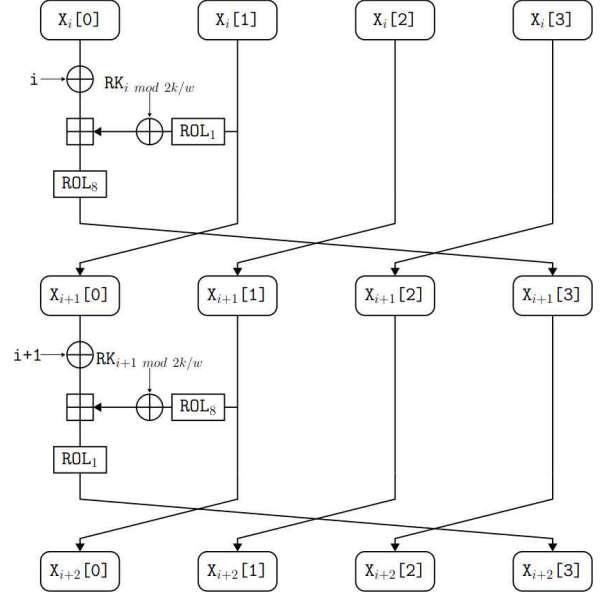 X_i[0] X_i[1] X_i[2] X_i[3]
i RK_{i mod 2k/w}
ROL_1
ROL_8
X_{i+1}[0] X_{i+1}[1] X_{i+1}[2] X_{i+1}[3]
i+1 RK_{i+1 mod 2k/w}
ROL_8
ROL_1
X_{i+2}[0] X_{i+2}[1] X_{i+2}[2] X_{i+2}[3]